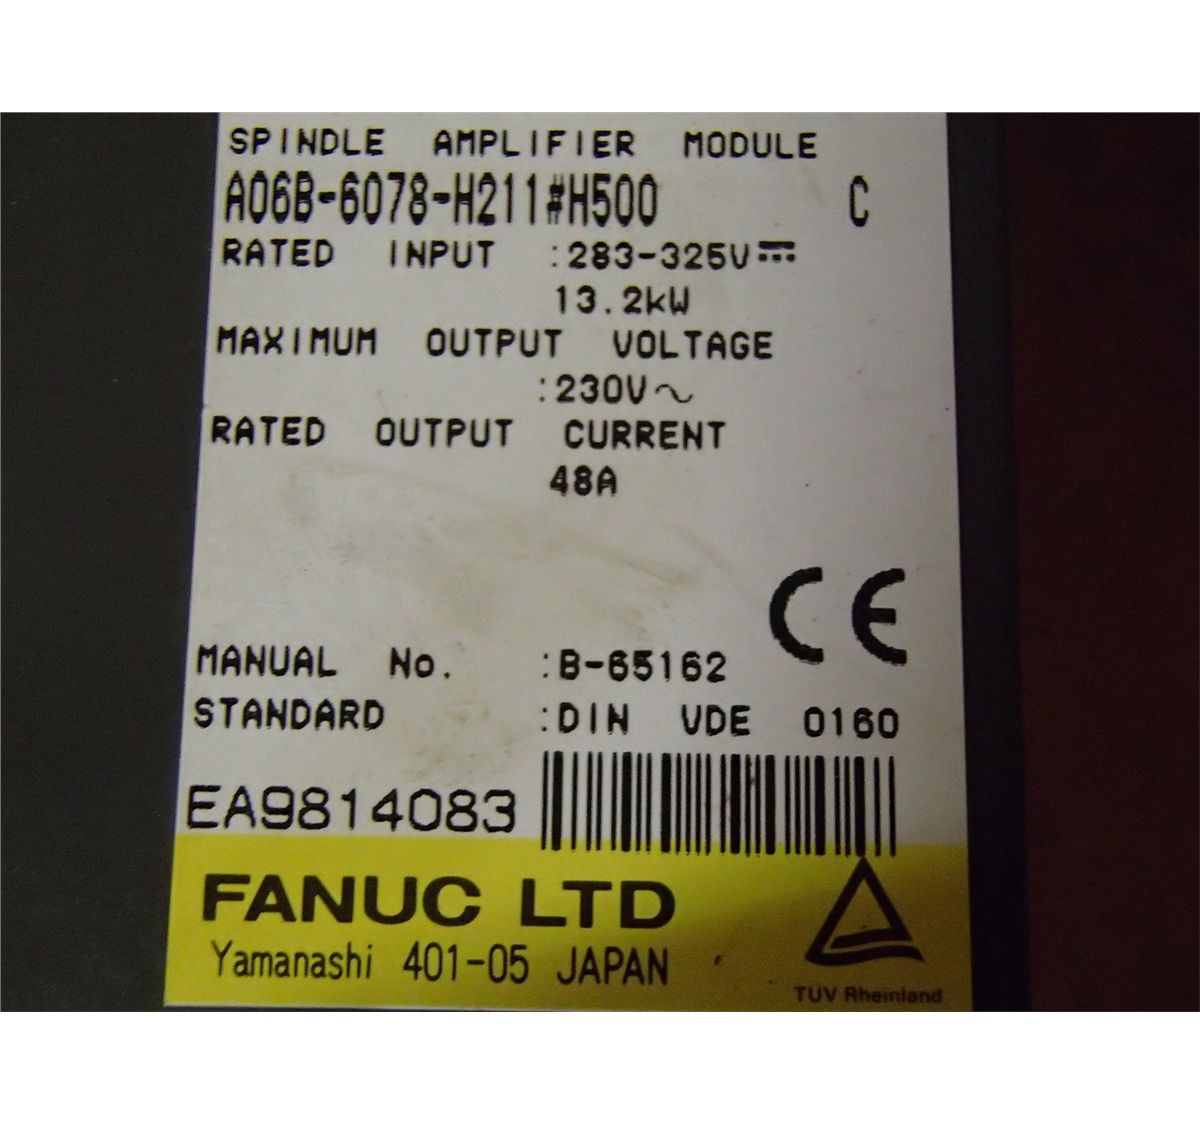 SPINDLE AMPLIFIER MODULE
A06B-6078-H211#H500 C
RATED INPUT :283-325V⎓
13.2kW
MAXIMUM OUTPUT VOLTAGE
:230V~
RATED OUTPUT CURRENT
48A
CE
MANUAL No. :B-65162
STANDARD :DIN VDE 0160
EA9814083
FANUC LTD
Yamanashi 401-05 JAPAN
TUV Rheinland